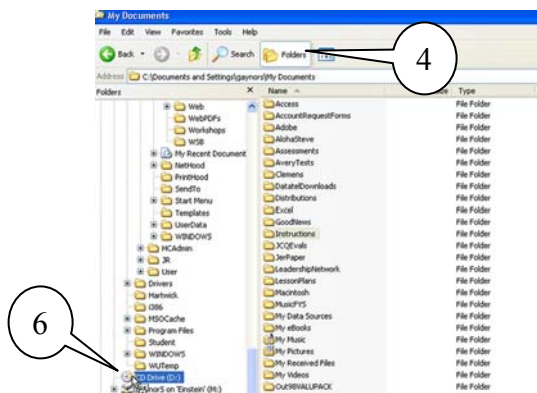 My Documents
File Edit View Favorites Tools Help
Back Search Folders
4
Address C:\Documents and Settings\gaynors\My Documents
Folders × Name Type
Web Access File Folder
WebPDFs AccountRequestForms File Folder
Workshops Adobe File Folder
WSB AlohaSteve File Folder
My Recent Document Assessments File Folder
NetHood AveryTests File Folder
PrintHood Clemens File Folder
SendTo DatatelDownloads File Folder
Start Menu Distributions File Folder
Templates Excel File Folder
UserData GoodNews File Folder
WINDOWS Instructions File Folder
HCAdmin JCQEvals File Folder
JR JerPaper File Folder
User LeadershipNetwork File Folder
Drivers LessonPlans File Folder
Hartwick Macintosh File Folder
i386 MusicFYS File Folder
MSOCache My Data Sources File Folder
Program Files My eBooks File Folder
Student My Music File Folder
WINDOWS My Pictures File Folder
WUTemp My Received Files File Folder
6
CD Drive (D:) My Videos File Folder
on 'Einstein' (M:) Out98VALUPACK File Folder